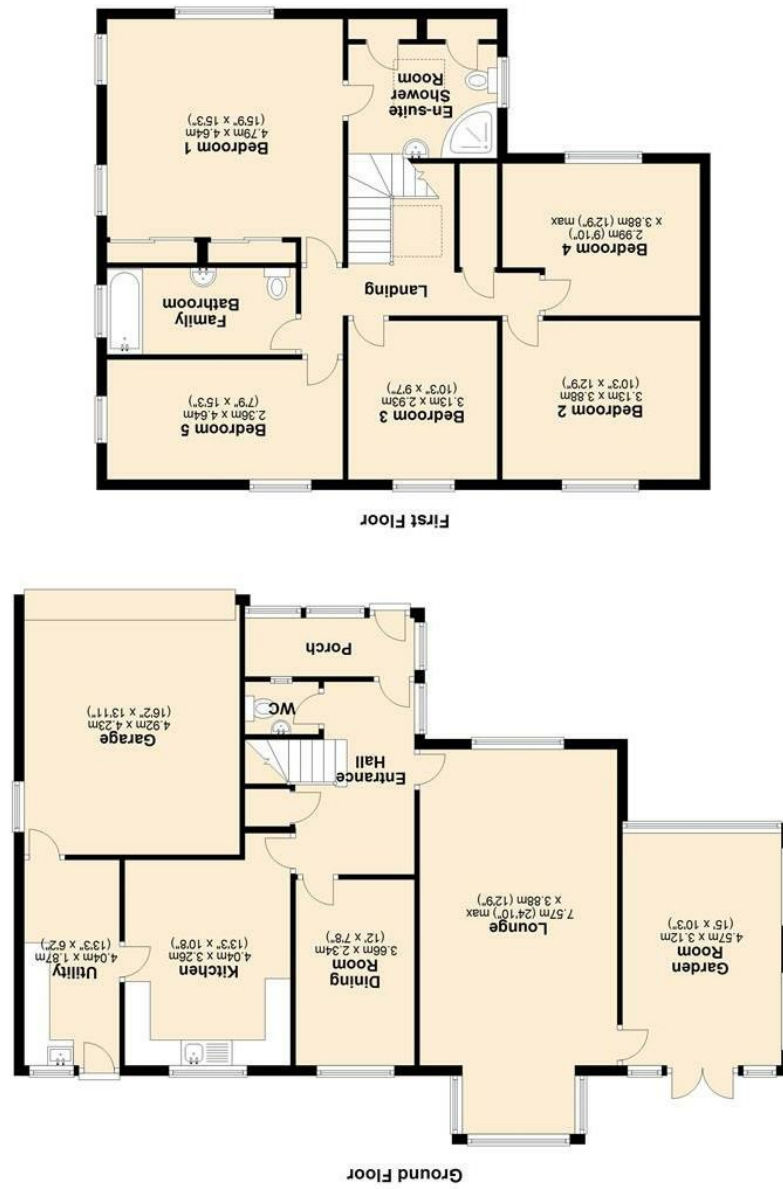 Ground Floor
Garden
Room
4.57m x 3.12m
(15' x 10'3")
Lounge
7.57m (24'10") max
x 3.88m (12'9")
Dining
Room
3.66m x 2.34m
(12' x 7'8")
Kitchen
4.04m x 3.26m
(13'3" x 10'8")
Utility
4.04m x 1.87m
(13'3" x 6'2")
Entrance
Hall
WC
Porch
Garage
4.92m x 4.23m
(16'2" x 13'11")
First Floor
Bedroom 2
3.13m x 3.88m
(10'3" x 12'9")
Bedroom 3
3.13m x 2.93m
(10'3" x 9'7")
Bedroom 5
2.36m x 4.64m
(7'9" x 15'3")
Landing
Family
Bathroom
Bedroom 4
2.99m (9'10")
x 3.88m (12'9") max
En-suite
Shower
Room
Bedroom 1
4.79m x 4.64m
(15'9" x 15'3")